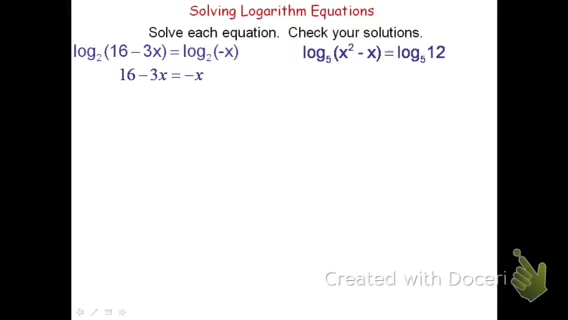 Solving Logarithm Equations
Solve each equation.  Check your solutions.
log₂(16 – 3x) = log₂(-x)
16 – 3x = –x
log₅(x² - x) = log₅12
Created with Doceri